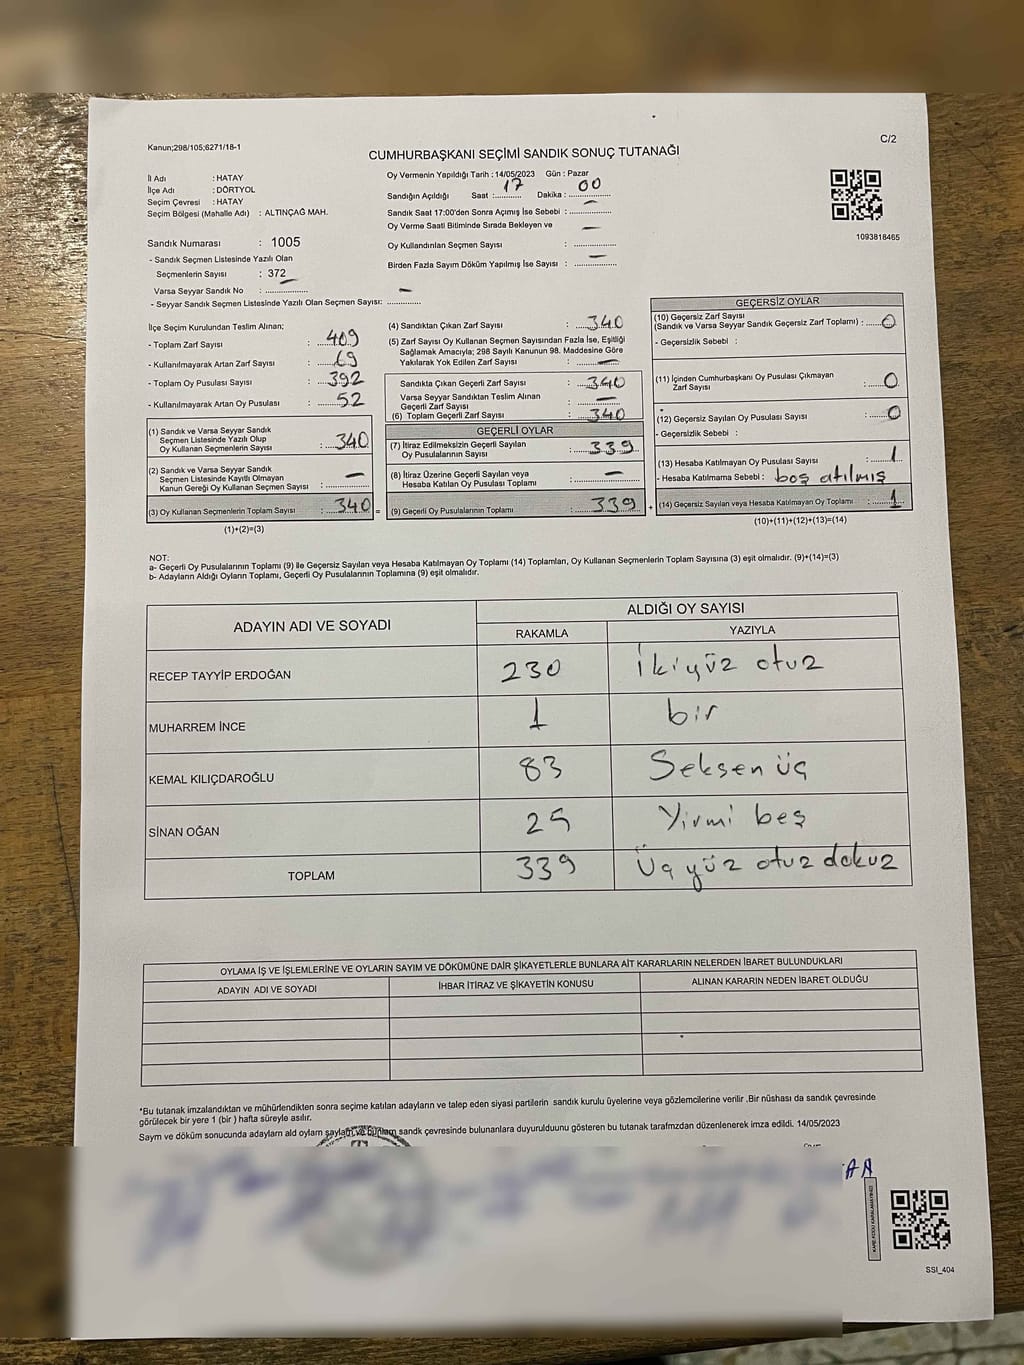 Kanun;298/105;6271/18-1
C/2
CUMHURBAŞKANI SEÇİMİ SANDIK SONUÇ TUTANAĞI
İl Adı : HATAY
İlçe Adı : DÖRTYOL
Seçim Çevresi : HATAY
Seçim Bölgesi (Mahalle Adı) : ALTINÇAĞ MAH.
Sandık Numarası : 1005
- Sandık Seçmen Listesinde Yazılı Olan
Seçmenlerin Sayısı : 372
Varsa Seyyar Sandık No : —
- Seyyar Sandık Seçmen Listesinde Yazılı Olan Seçmen Sayısı:
Oy Vermenin Yapıldığı Tarih : 14/05/2023 Gün : Pazar
Sandığın Açıldığı Saat : 17 Dakika : 00
Sandık Saat 17:00'den Sonra Açımış İse Sebebi : —
Oy Verme Saati Bitiminde Sırada Bekleyen ve
Oy Kullandırılan Seçmen Sayısı : —
Birden Fazla Sayım Döküm Yapılmış İse Sayısı : —
1093818465
İlçe Seçim Kurulundan Teslim Alınan;
- Toplam Zarf Sayısı : 409
- Kullanılmayarak Artan Zarf Sayısı : 69
- Toplam Oy Pusulası Sayısı : 392
- Kullanılmayarak Artan Oy Pusulası : 52
(1) Sandık ve Varsa Seyyar Sandık
Seçmen Listesinde Yazılı Olup
Oy Kullanan Seçmenlerin Sayısı : 340
(2) Sandık ve Varsa Seyyar Sandık
Seçmen Listesinde Kayıtlı Olmayan
Kanun Gereği Oy Kullanan Seçmen Sayısı : —
(3) Oy Kullanan Seçmenlerin Toplam Sayısı : 340 =
(1)+(2)=(3)
(4) Sandıktan Çıkan Zarf Sayısı : 340
(5) Zarf Sayısı Oy Kullanan Seçmen Sayısından Fazla İse, Eşitliği
Sağlamak Amacıyla; 298 Sayılı Kanunun 98. Maddesine Göre
Yakılarak Yok Edilen Zarf Sayısı : —
Sandıkta Çıkan Geçerli Zarf Sayısı : 340
Varsa Seyyar Sandıktan Teslim Alınan
Geçerli Zarf Sayısı : —
(6) Toplam Geçerli Zarf Sayısı : 340
GEÇERLİ OYLAR
(7) İtiraz Edilmeksizin Geçerli Sayılan
Oy Pusulalarının Sayısı : 339
(8) İtiraz Üzerine Geçerli Sayılan veya
Hesaba Katılan Oy Pusulası Toplamı : —
(9) Geçerli Oy Pusulalarının Toplamı : 339 +
GEÇERSİZ OYLAR
(10) Geçersiz Zarf Sayısı
(Sandık ve Varsa Seyyar Sandık Geçersiz Zarf Toplamı) : 0
- Geçersizlik Sebebi :
(11) İçinden Cumhurbaşkanı Oy Pusulası Çıkmayan
Zarf Sayısı : 0
(12) Geçersiz Sayılan Oy Pusulası Sayısı : 0
- Geçersizlik Sebebi :
(13) Hesaba Katılmayan Oy Pusulası Sayısı : 1
- Hesaba Katılmama Sebebi : boş atılmış
(14) Geçersiz Sayılan veya Hesaba Katılmayan Oy Toplamı : 1
(10)+(11)+(12)+(13)=(14)
NOT:
a- Geçerli Oy Pusulalarının Toplamı (9) ile Geçersiz Sayılan veya Hesaba Katılmayan Oy Toplamı (14) Toplamları, Oy Kullanan Seçmenlerin Toplam Sayısına (3) eşit olmalıdır. (9)+(14)=(3)
b- Adayların Aldığı Oyların Toplamı, Geçerli Oy Pusulalarının Toplamına (9) eşit olmalıdır.
ADAYIN ADI VE SOYADI
ALDIĞI OY SAYISI
RAKAMLA YAZIYLA
RECEP TAYYİP ERDOĞAN 230 İkiyüz otuz
MUHARREM İNCE 1 bir
KEMAL KILIÇDAROĞLU 83 Seksen üç
SİNAN OĞAN 25 Yirmi beş
TOPLAM 339 Üçyüz otuz dokuz
OYLAMA İŞ VE İŞLEMLERİNE VE OYLARIN SAYIM VE DÖKÜMÜNE DAİR ŞİKAYETLERLE BUNLARA AİT KARARLARIN NELERDEN İBARET BULUNDUKLARI
ADAYIN ADI VE SOYADI İHBAR İTİRAZ VE ŞİKAYETİN KONUSU ALINAN KARARIN NEDEN İBARET OLDUĞU
*Bu tutanak imzalandıktan ve mühürlendikten sonra seçime katılan adayların ve talep eden siyasi partilerin sandık kurulu üyelerine veya gözlemcilerine verilir .Bir nüshası da sandık çevresinde
görülecek bir yere 1 (bir ) hafta süreyle asılır.
Sayım ve döküm sonucunda adayların ald oyların sayıları ve bunların sandk çevresinde bulunanlara duyurulduunu gösteren bu tutanak tarafmzdan düzenlenerek imza edildi. 14/05/2023
SSI_404